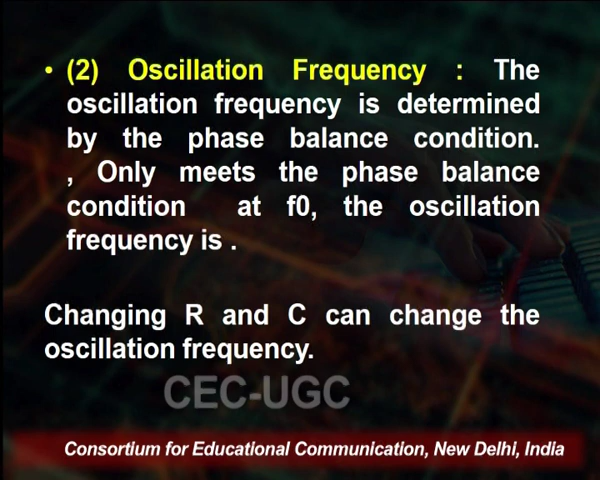 • (2) Oscillation Frequency : The
oscillation frequency is determined
by the phase balance condition.
, Only meets the phase balance
condition at f0, the oscillation
frequency is .
Changing R and C can change the
oscillation frequency.
CEC-UGC
Consortium for Educational Communication, New Delhi, India